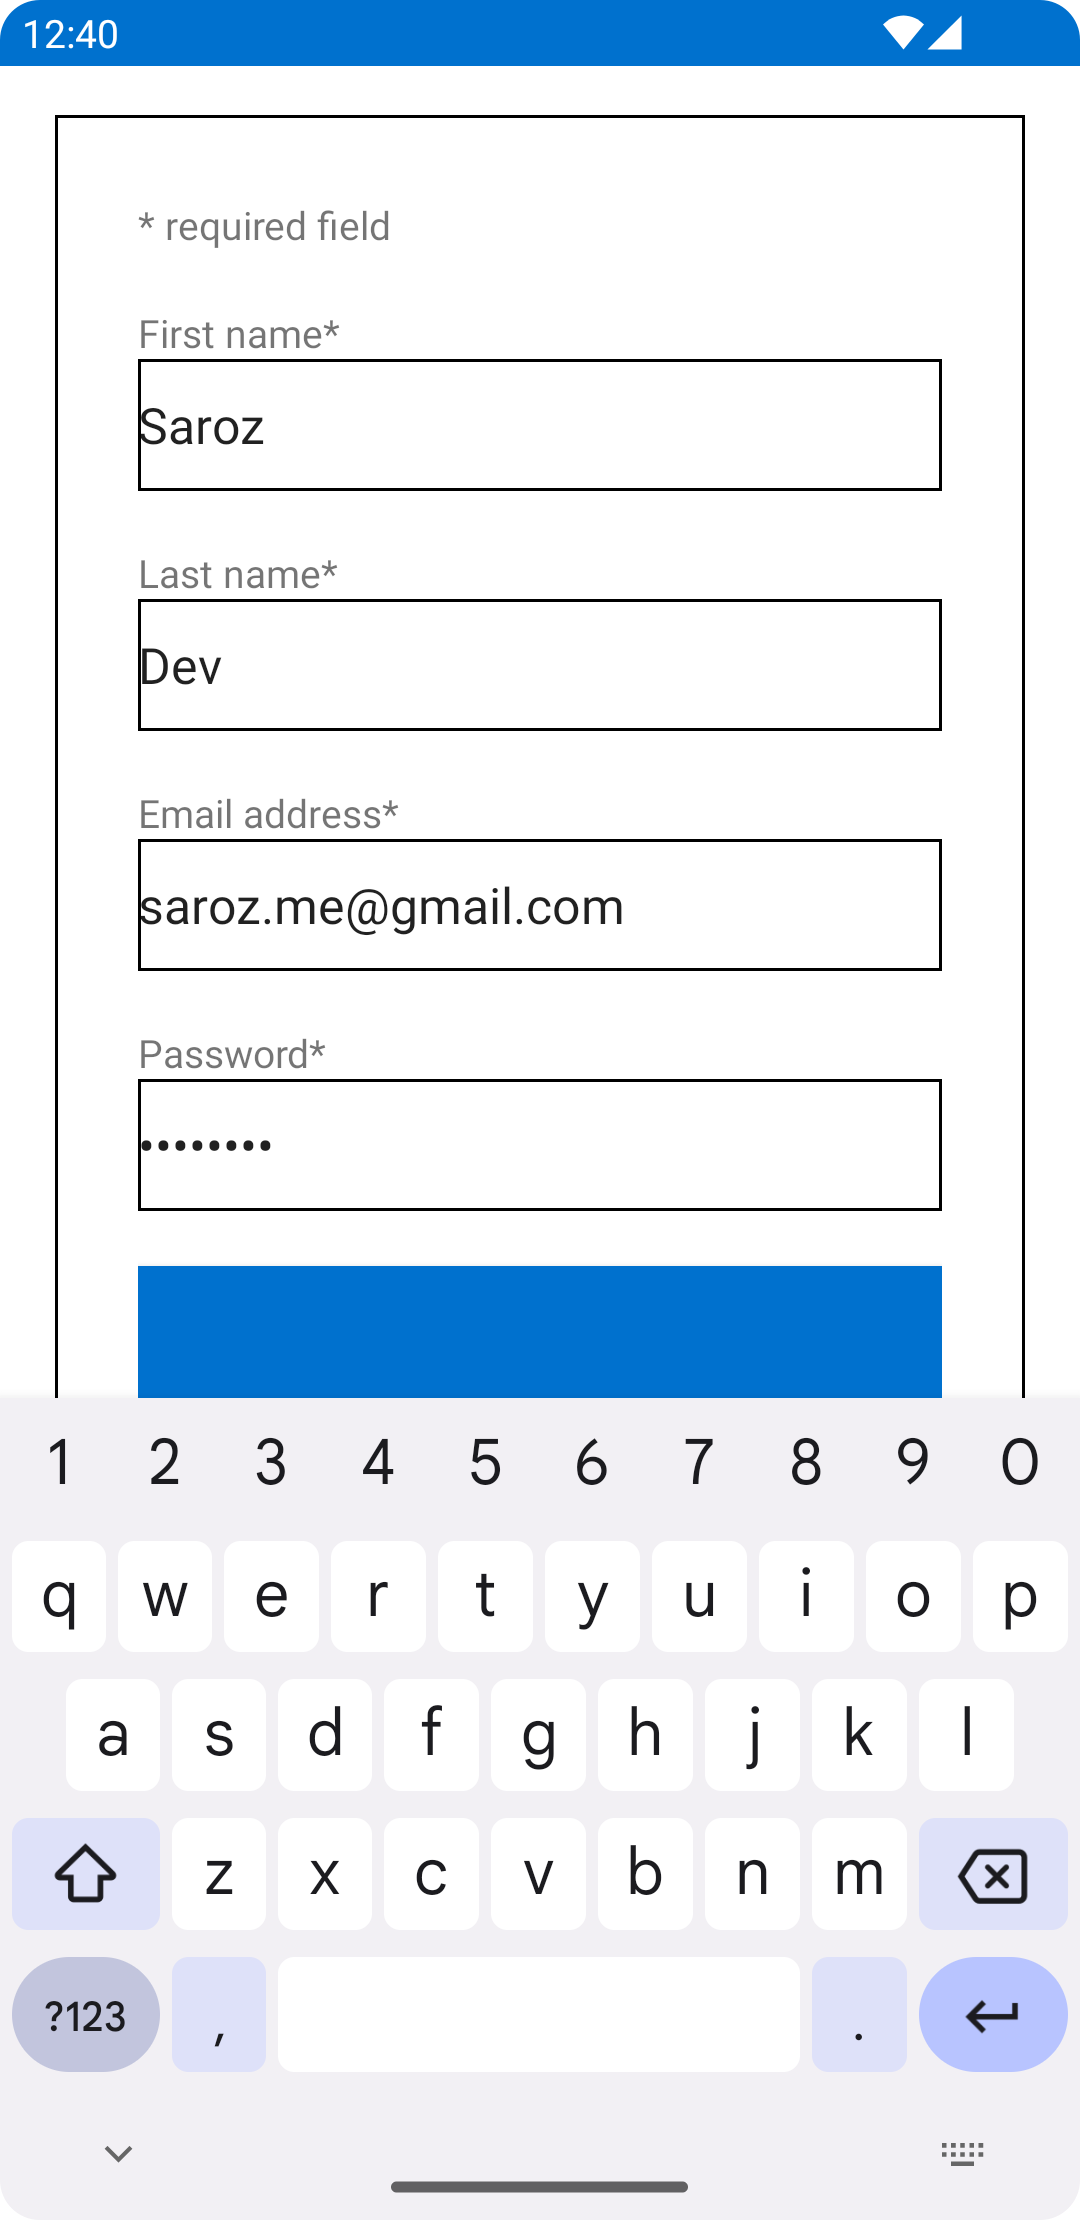 12:40
* required field
First name*
Saroz
Last name*
Dev
Email address*
saroz.me@gmail.com
Password*
••••••••
1 2 3 4 5 6 7 8 9 0
q w e r t y u i o p
a s d f g h j k l
z x c v b n m
?123 , .